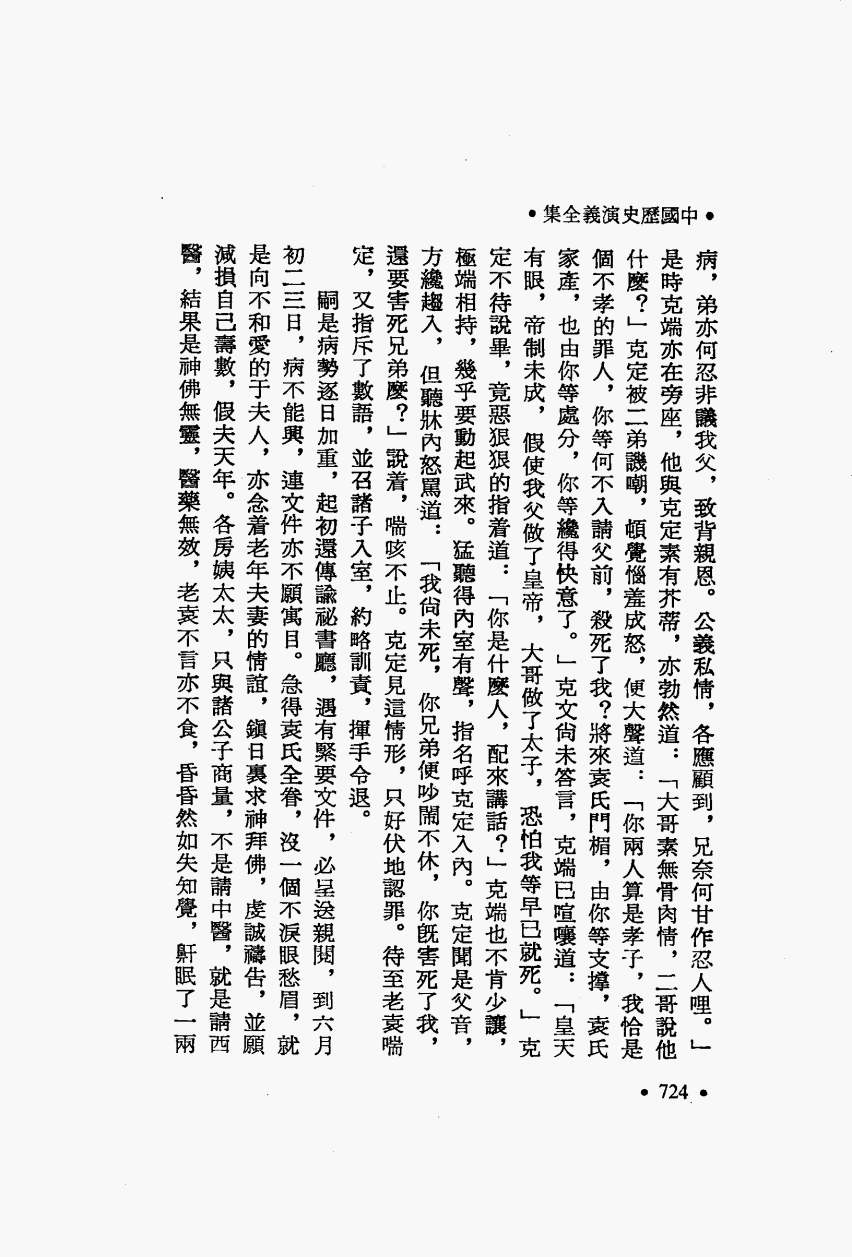 •中國歷史演義全集•
病，弟亦何忍非議我父，致背親恩。公義私情，各應顧到，兄奈何甘作忍人哩。」
是時克端亦在旁座，他與克定素有芥蒂，亦勃然道：「大哥素無骨肉情，二哥說他
什麼？」克定被二弟譏嘲，頓覺惱羞成怒，便大聲道：「你兩人算是孝子，我恰是
個不孝的罪人，你等何不入請父前，殺死了我？將來袁氏門楣，由你等支撐，袁氏
家產，也由你等處分，你等纔得快意了。」克文尙未答言，克端已喧嚷道：「皇天
有眼，帝制未成，假使我父做了皇帝，大哥做了太子，恐怕我等早已就死。」克
定不待說畢，竟惡狠狠的指着道：「你是什麼人，配來講話？」克端也不肯少讓，
極端相持，幾乎要動起武來。猛聽得內室有聲，指名呼克定入內。克定聞是父音，
方纔趨入，但聽牀內怒罵道：「我尙未死，你兄弟便吵鬧不休，你旣害死了我，
還要害死兄弟麼？」說着，喘咳不止。克定見這情形，只好伏地認罪。待至老袁喘
定，又指斥了數語，並召諸子入室，約略訓責，揮手令退。
嗣是病勢逐日加重，起初還傳諭祕書廳，遇有緊要文件，必呈送親閱，到六月
初二三日，病不能興，連文件亦不願寓目。急得袁氏全眷，沒一個不淚眼愁眉，就
是向不和愛的于夫人，亦念着老年夫妻的情誼，鎭日裏求神拜佛，虔誠禱告，並願
減損自己壽數，假夫天年。各房姨太太，只與諸公子商量，不是請中醫，就是請西
醫，結果是神佛無靈，醫藥無效，老袁不言亦不食，昏昏然如失知覺，鼾眠了一兩
•724•